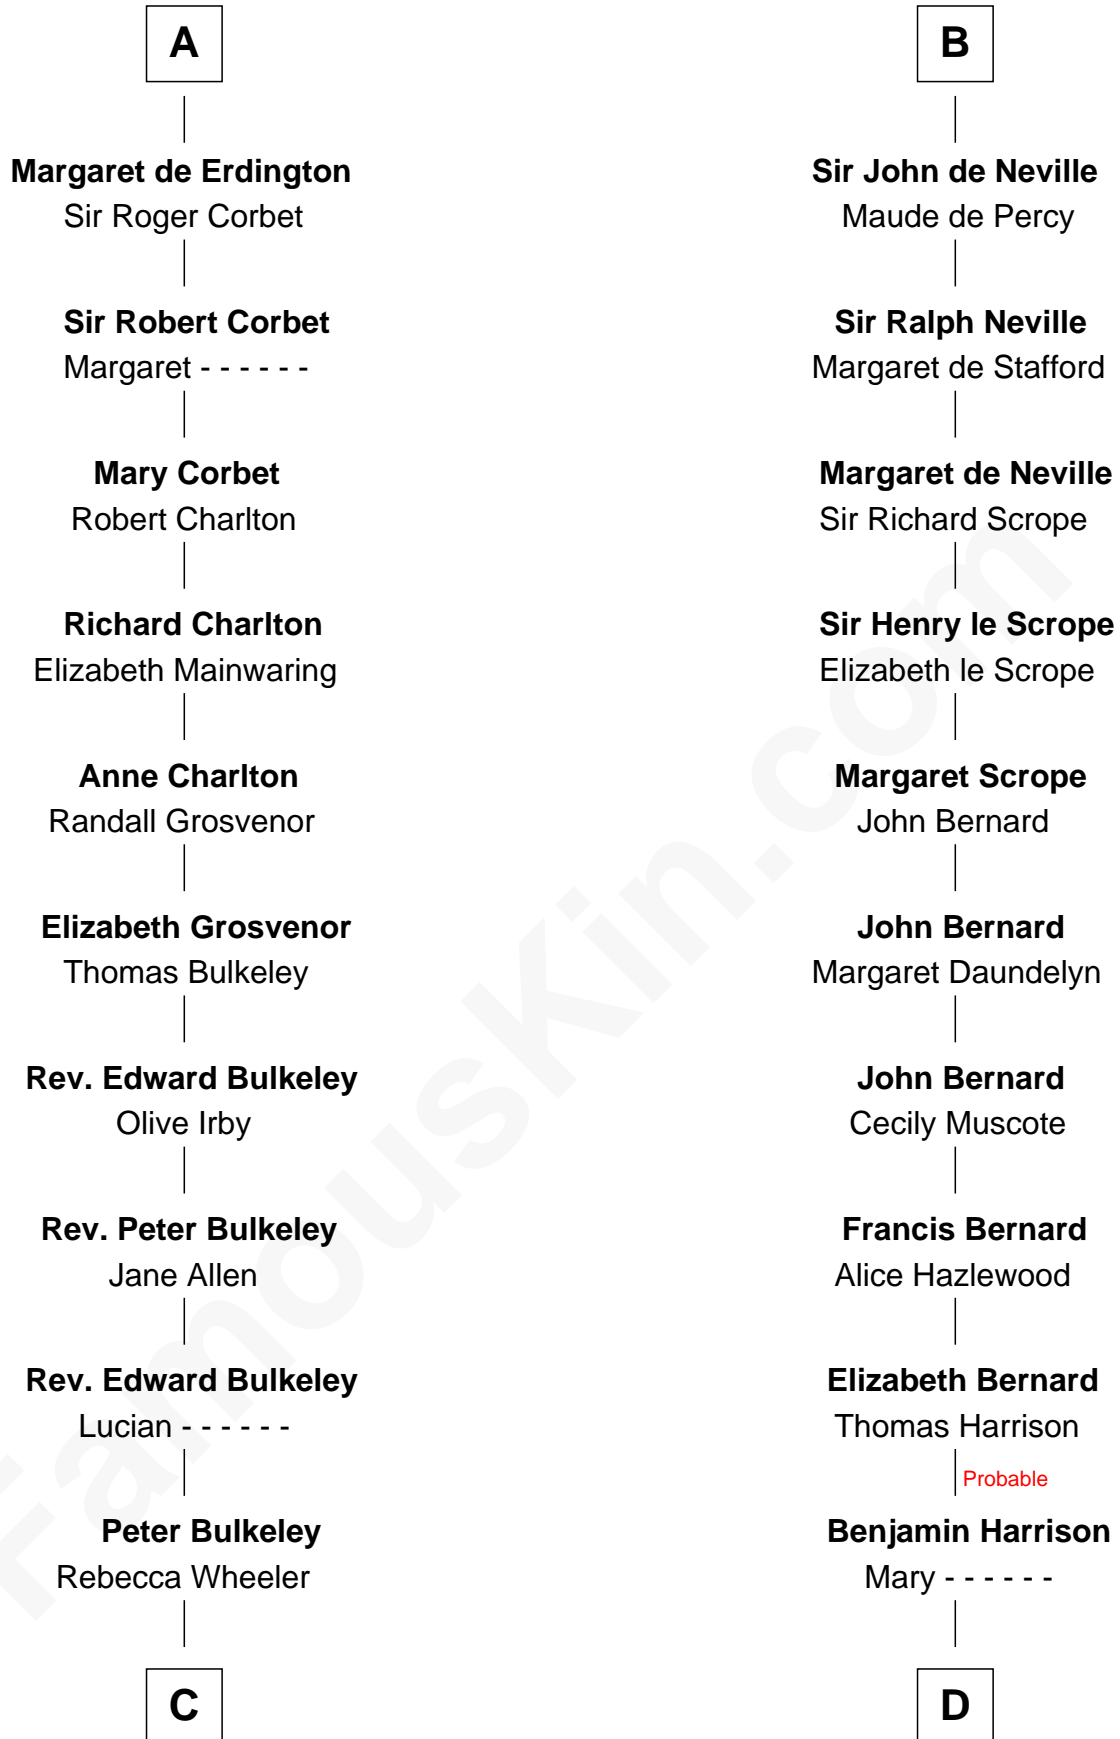 A
Margaret de Erdington
Sir Roger Corbet
Sir Robert Corbet
Margaret - - - - - -
Mary Corbet
Robert Charlton
Richard Charlton
Elizabeth Mainwaring
Anne Charlton
Randall Grosvenor
Elizabeth Grosvenor
Thomas Bulkeley
Rev. Edward Bulkeley
Olive Irby
Rev. Peter Bulkeley
Jane Allen
Rev. Edward Bulkeley
Lucian - - - - - -
Peter Bulkeley
Rebecca Wheeler
C
B
Sir John de Neville
Maude de Percy
Sir Ralph Neville
Margaret de Stafford
Margaret de Neville
Sir Richard Scrope
Sir Henry le Scrope
Elizabeth le Scrope
Margaret Scrope
John Bernard
John Bernard
Margaret Daundelyn
John Bernard
Cecily Muscote
Francis Bernard
Alice Hazlewood
Elizabeth Bernard
Thomas Harrison
Probable
Benjamin Harrison
Mary - - - - - -
D
FamousKin.com